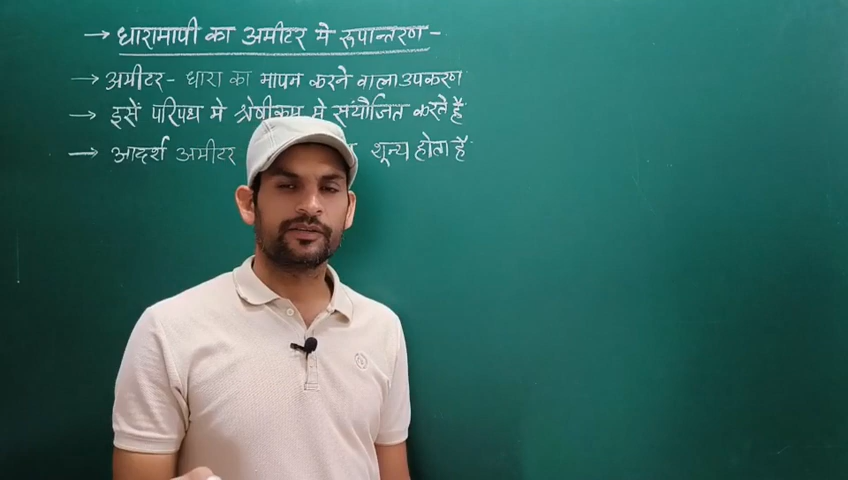 → धारामापी का अमीटर मे रूपान्तरण -
→ अमीटर - धारा का मापन करने वाला उपकरण
→ इसें परिपथ मे श्रेणीक्रम मे संयोजित करते है
→ आदर्श अमीटर शून्य होता है